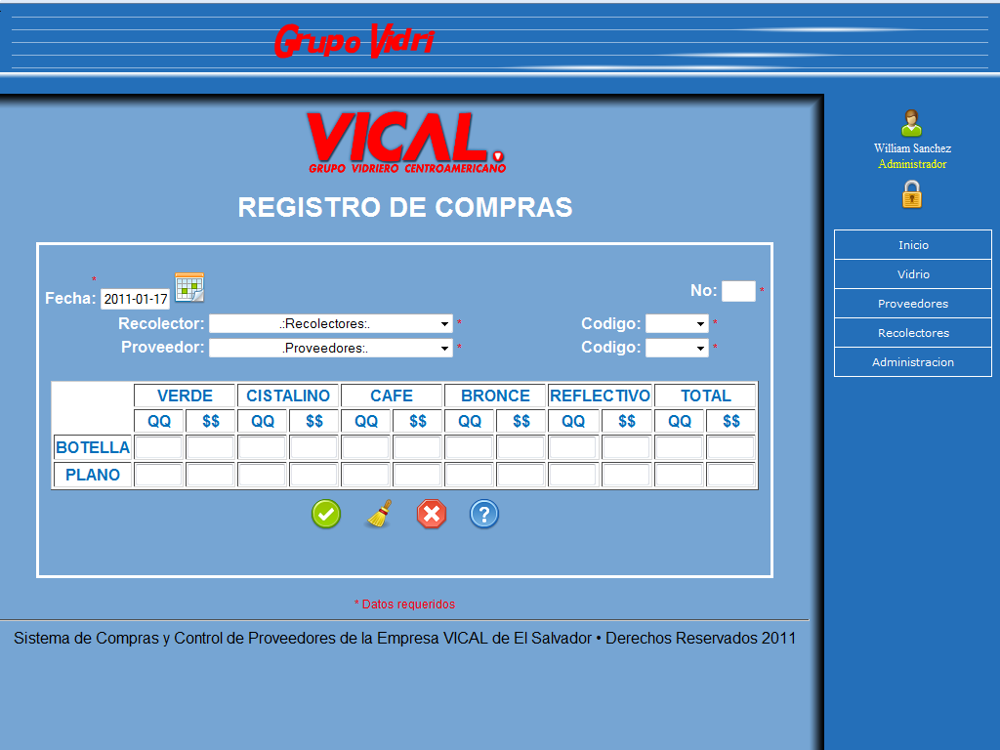 Grupo Vidri
VICAL.
GRUPO VIDRIERO CENTROAMERICANO
William Sanchez
Administrador
REGISTRO DE COMPRAS
Inicio
Vidrio
Proveedores
Recolectores
Administracion
*
Fecha: 2011-01-17 No: *
Recolector: .:Recolectores:. * Codigo: *
Proveedor: .Proveedores:. * Codigo: *
VERDE CISTALINO CAFE BRONCE REFLECTIVO TOTAL
QQ $$ QQ $$ QQ $$ QQ $$ QQ $$ QQ $$
BOTELLA
PLANO
?
* Datos requeridos
Sistema de Compras y Control de Proveedores de la Empresa VICAL de El Salvador • Derechos Reservados 2011